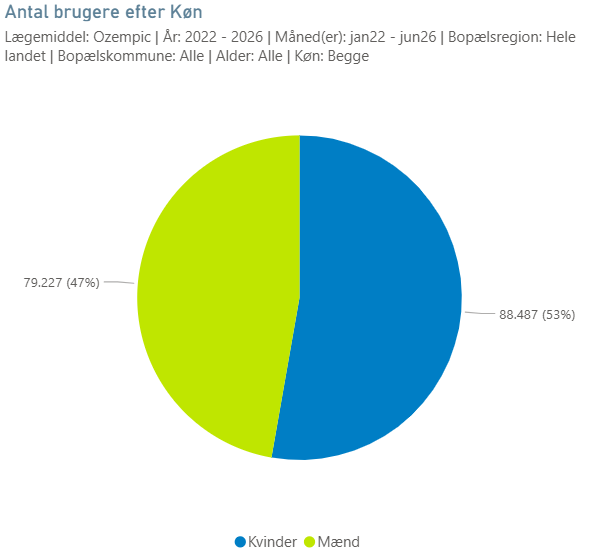 Antal brugere efter Køn
Lægemiddel: Ozempic | År: 2022 - 2026 | Måned(er): jan22 - jun26 | Bopælsregion: Hele
landet | Bopælskommune: Alle | Alder: Alle | Køn: Begge
79.227 (47%)
88.487 (53%)
Kvinder Mænd